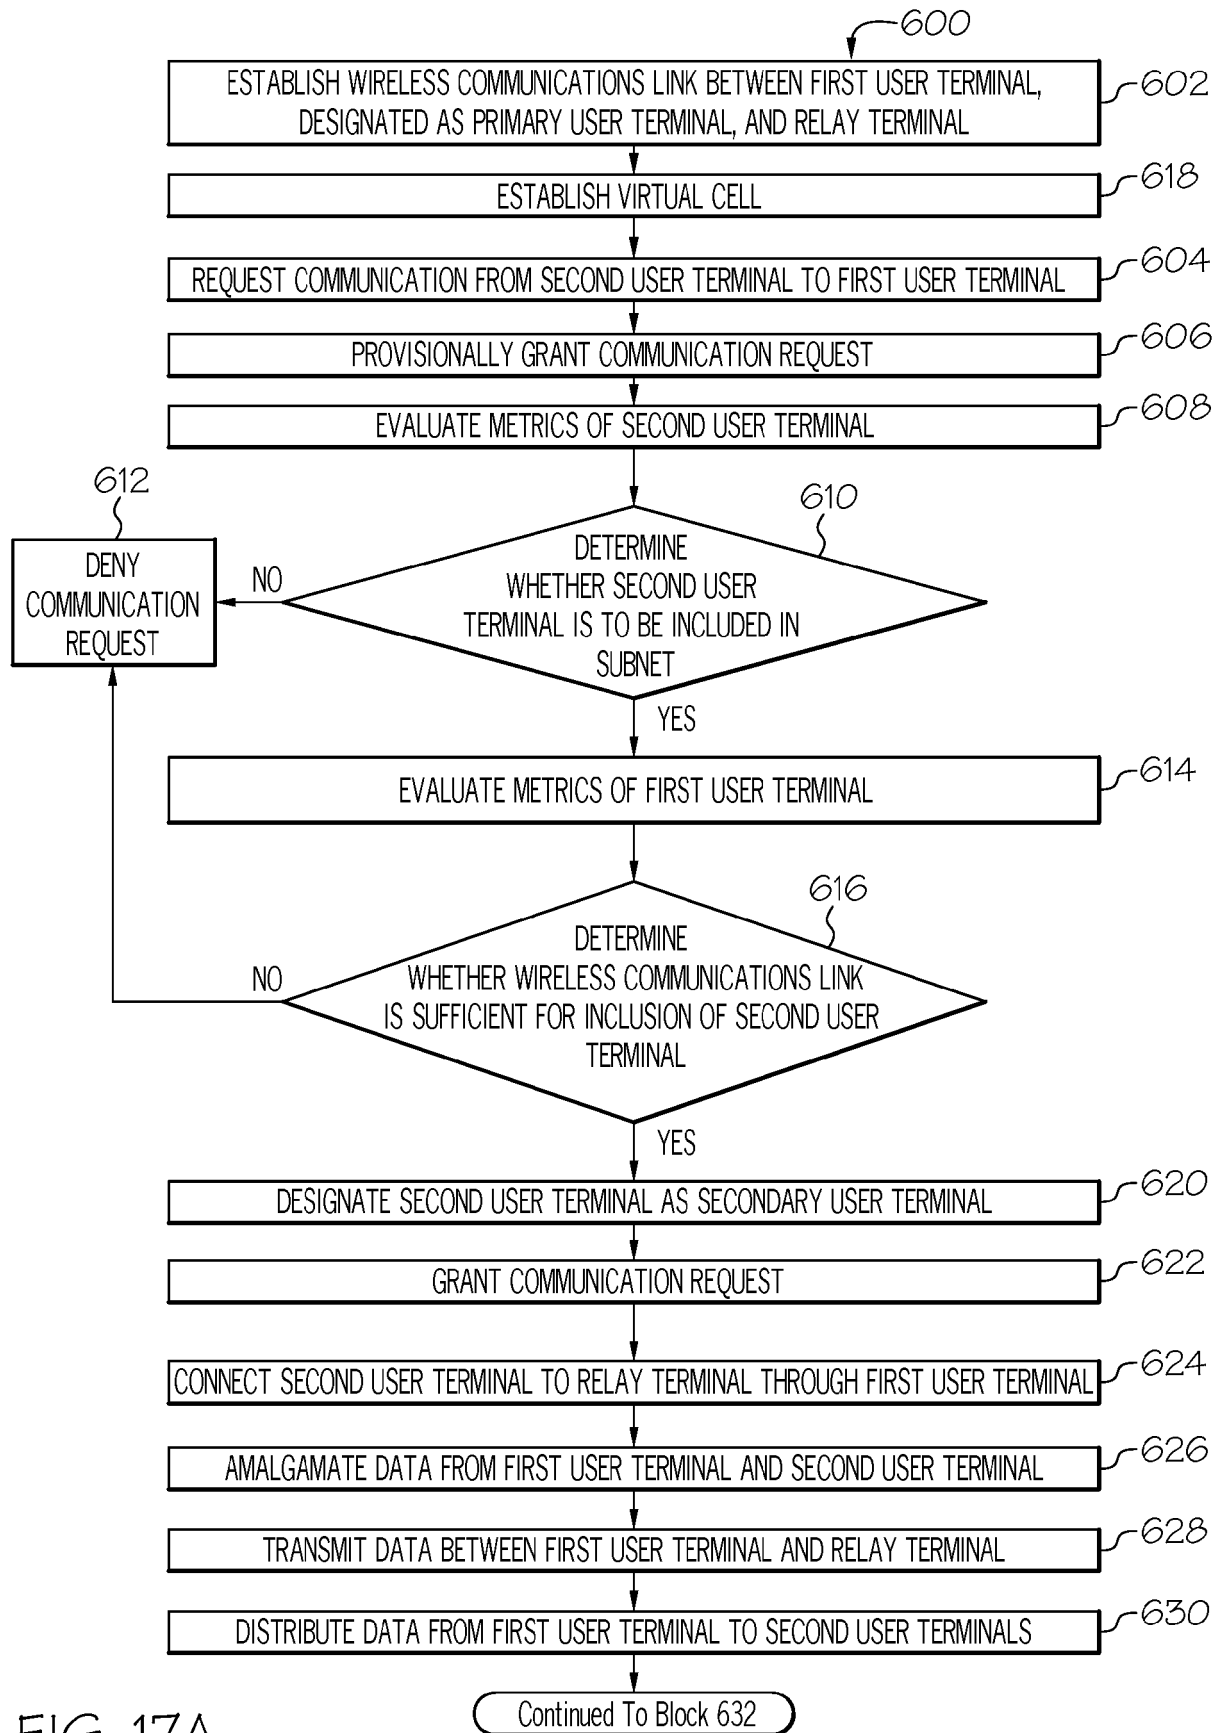 600
ESTABLISH WIRELESS COMMUNICATIONS LINK BETWEEN FIRST USER TERMINAL,
DESIGNATED AS PRIMARY USER TERMINAL, AND RELAY TERMINAL
602
ESTABLISH VIRTUAL CELL
618
REQUEST COMMUNICATION FROM SECOND USER TERMINAL TO FIRST USER TERMINAL
604
PROVISIONALLY GRANT COMMUNICATION REQUEST
606
EVALUATE METRICS OF SECOND USER TERMINAL
608
612
DENY
COMMUNICATION
REQUEST
NO
610
DETERMINE
WHETHER SECOND USER
TERMINAL IS TO BE INCLUDED IN
SUBNET
YES
EVALUATE METRICS OF FIRST USER TERMINAL
614
616
DETERMINE
WHETHER WIRELESS COMMUNICATIONS LINK
IS SUFFICIENT FOR INCLUSION OF SECOND USER
TERMINAL
NO
YES
DESIGNATE SECOND USER TERMINAL AS SECONDARY USER TERMINAL
620
GRANT COMMUNICATION REQUEST
622
CONNECT SECOND USER TERMINAL TO RELAY TERMINAL THROUGH FIRST USER TERMINAL
624
AMALGAMATE DATA FROM FIRST USER TERMINAL AND SECOND USER TERMINAL
626
TRANSMIT DATA BETWEEN FIRST USER TERMINAL AND RELAY TERMINAL
628
DISTRIBUTE DATA FROM FIRST USER TERMINAL TO SECOND USER TERMINALS
630
Continued To Block 632
FIG. 17A